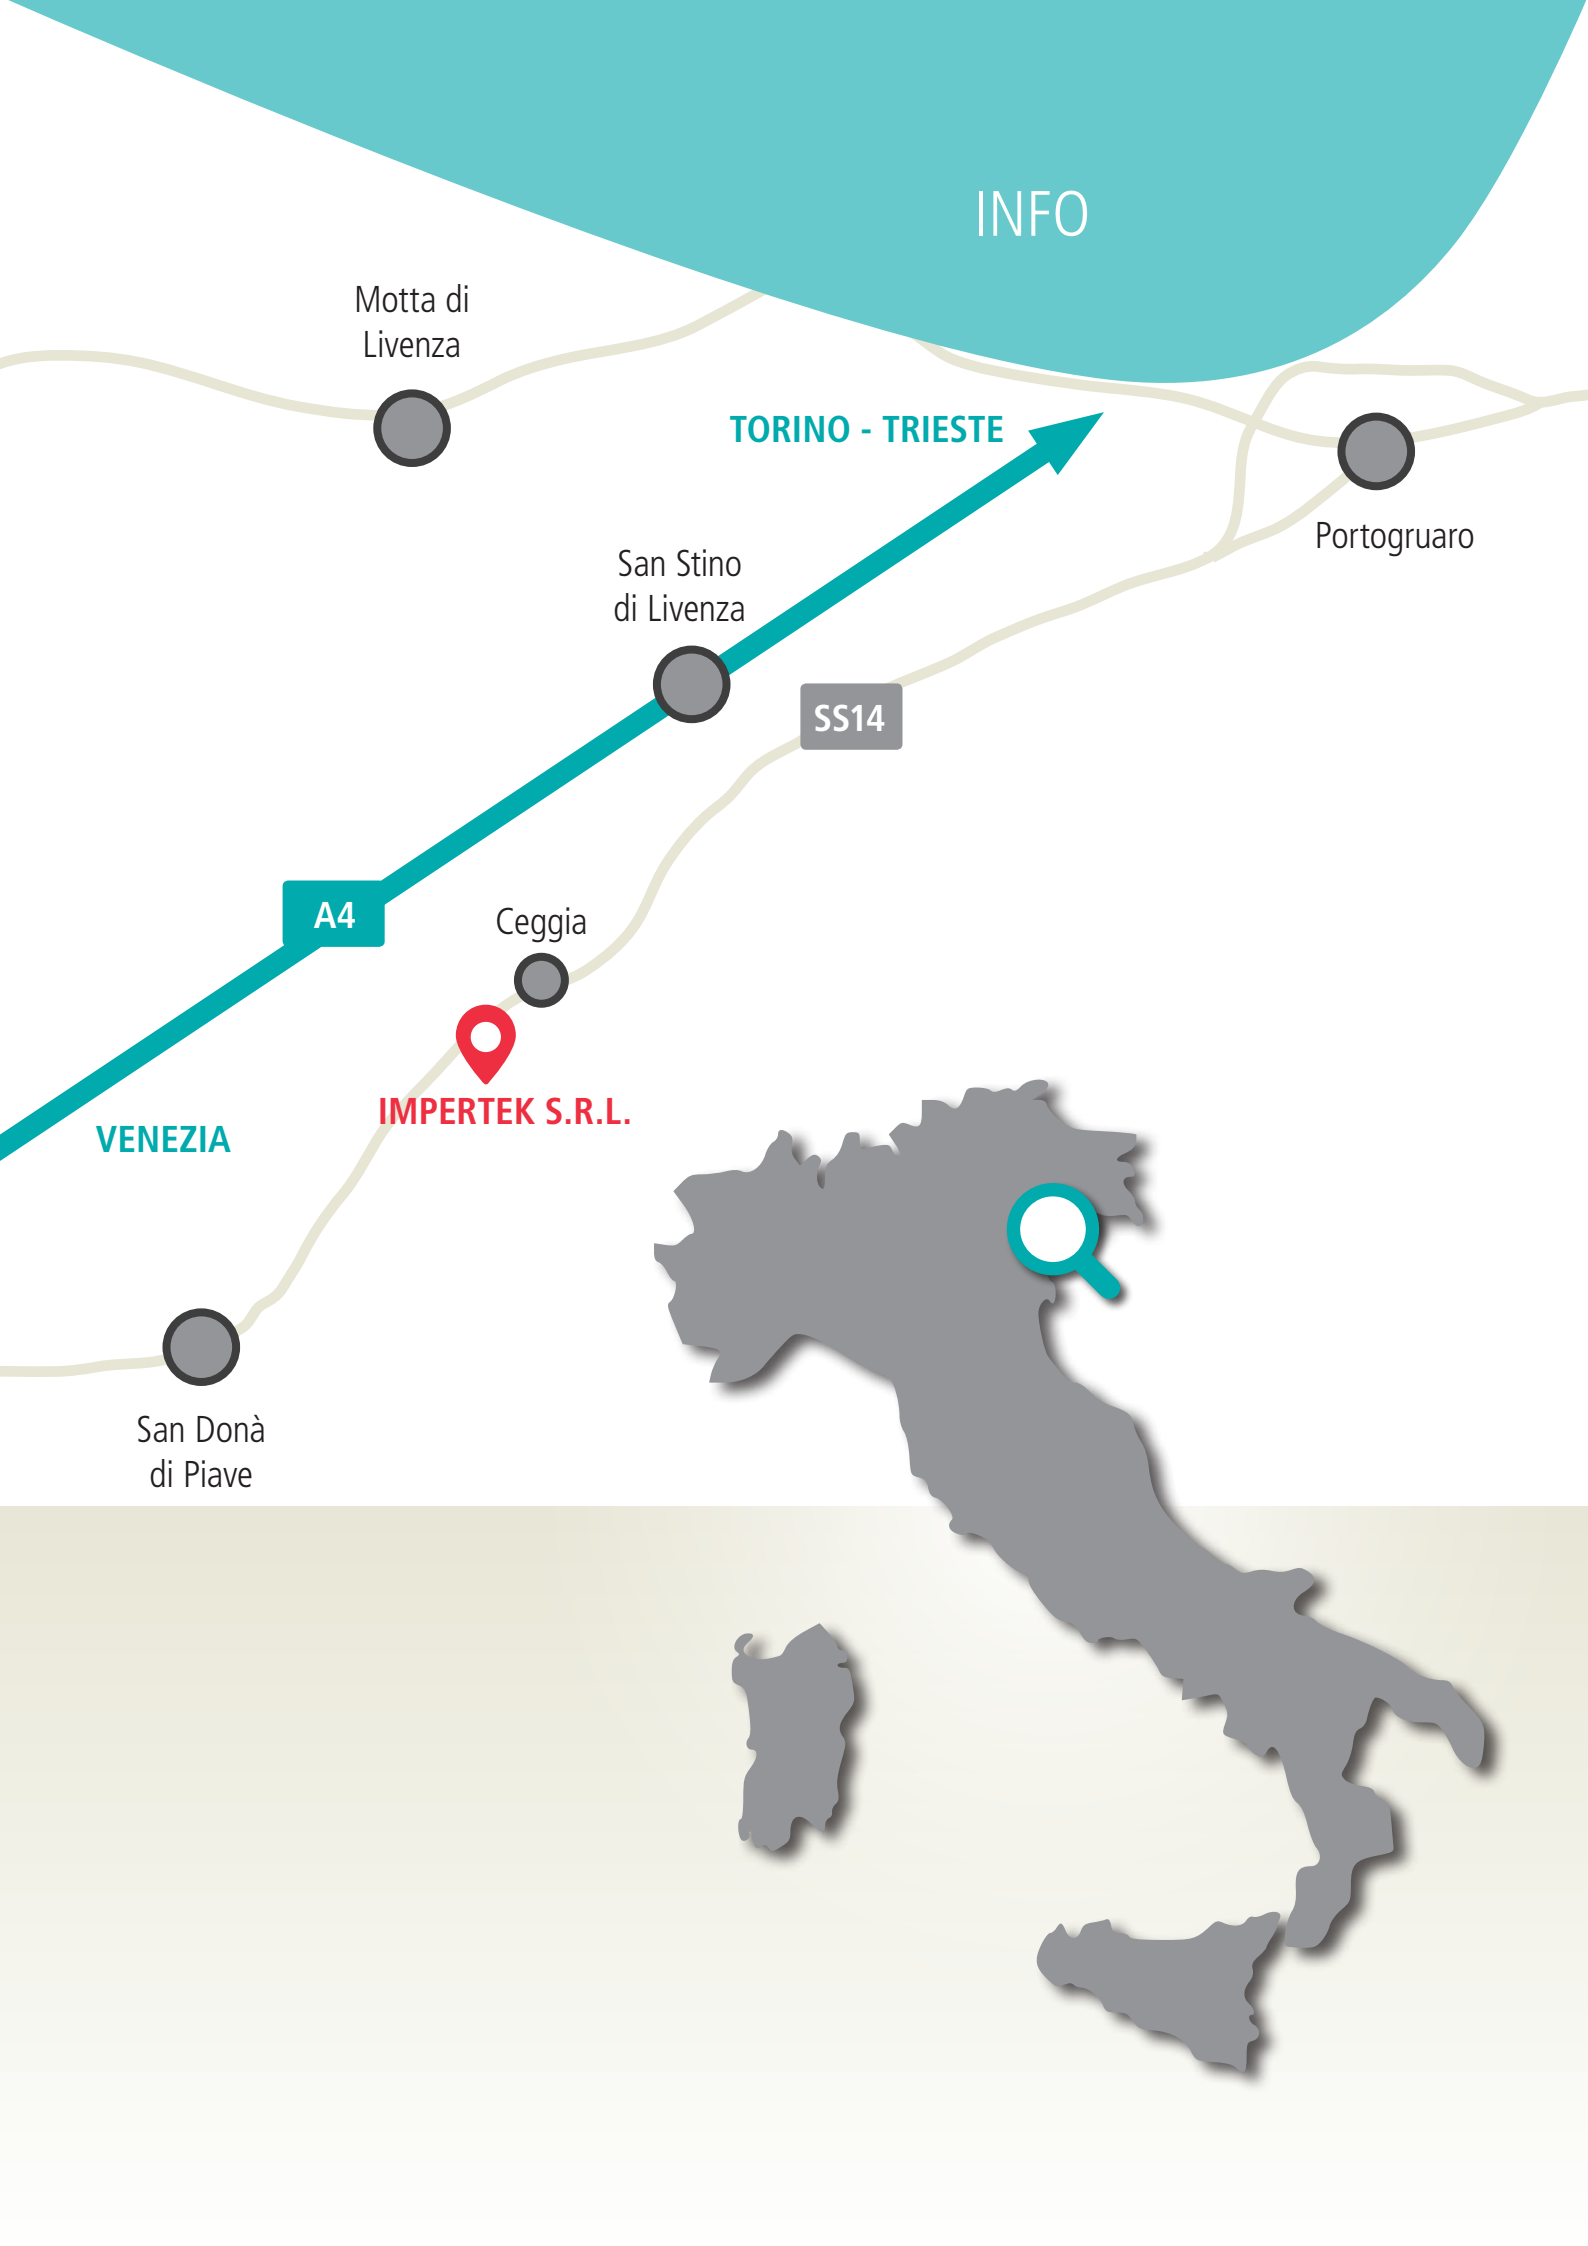 INFO
Motta di
Livenza
TORINO - TRIESTE
Portogruaro
San Stino
di Livenza
SS14
A4
Ceggia
IMPERTEK S.R.L.
VENEZIA
San Donà
di Piave